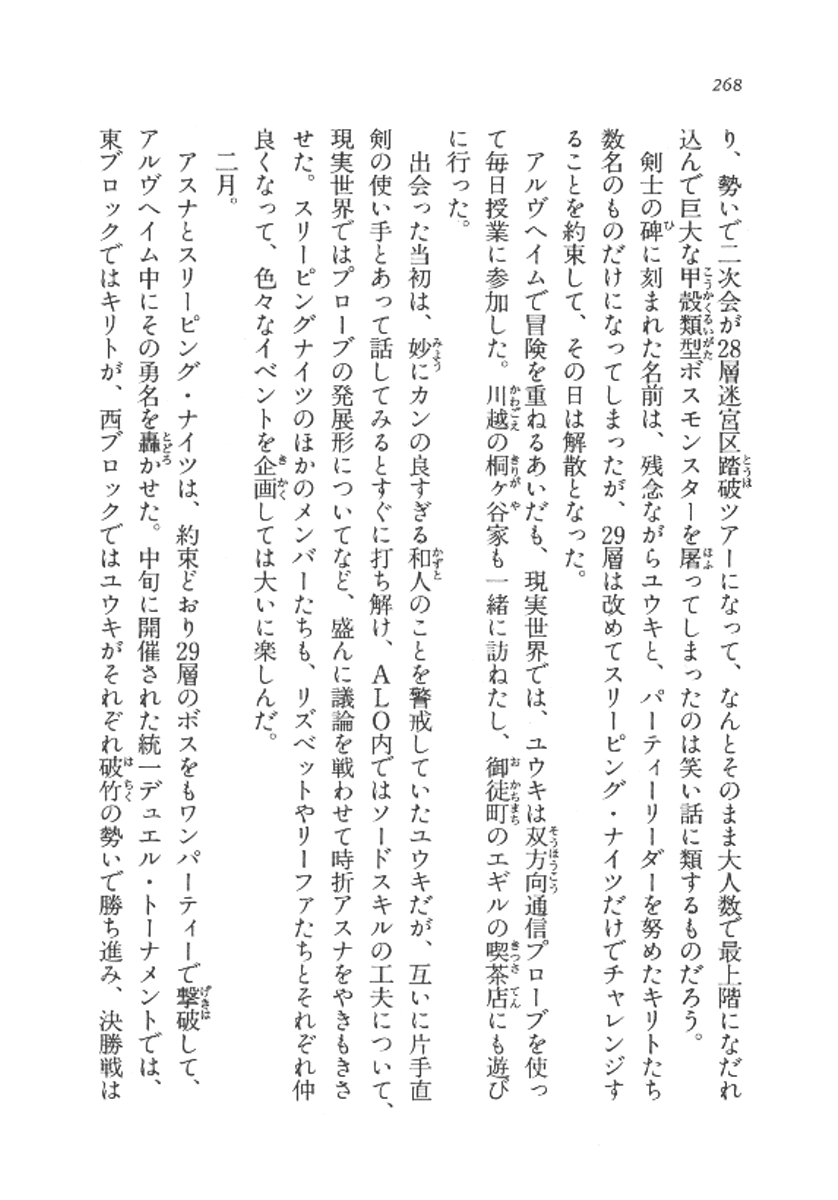 268
り、勢いで二次会が28層迷宮区踏破ツアーになって、なんとそのまま大人数で最上階になだれ
込んで巨大な甲殻類型ボスモンスターを屠ってしまったのは笑い話に類するものだろう。
　剣士の碑に刻まれた名前は、残念ながらユウキと、パーティーリーダーを努めたキリトたち
数名のものだけになってしまったが、29層は改めてスリーピング・ナイツだけでチャレンジす
ることを約束して、その日は解散となった。
　アルヴヘイムで冒険を重ねるあいだも、現実世界では、ユウキは双方向通信プローブを使っ
て毎日授業に参加した。川越の桐ヶ谷家も一緒に訪ねたし、御徒町のエギルの喫茶店にも遊び
に行った。
　出会った当初は、妙にカンの良すぎる和人のことを警戒していたユウキだが、互いに片手直
剣の使い手とあって話してみるとすぐに打ち解け、ＡＬＯ内ではソードスキルの工夫について、
現実世界ではプローブの発展形についてなど、盛んに議論を戦わせて時折アスナをやきもきさ
せた。スリーピングナイツのほかのメンバーたちも、リズベットやリーファたちとそれぞれ仲
良くなって、色々なイベントを企画しては大いに楽しんだ。
　二月。
　アスナとスリーピング・ナイツは、約束どおり29層のボスをもワンパーティーで撃破して、
アルヴヘイム中にその勇名を轟かせた。中旬に開催された統一デュエル・トーナメントでは、
東ブロックではキリトが、西ブロックではユウキがそれぞれ破竹の勢いで勝ち進み、決勝戦は